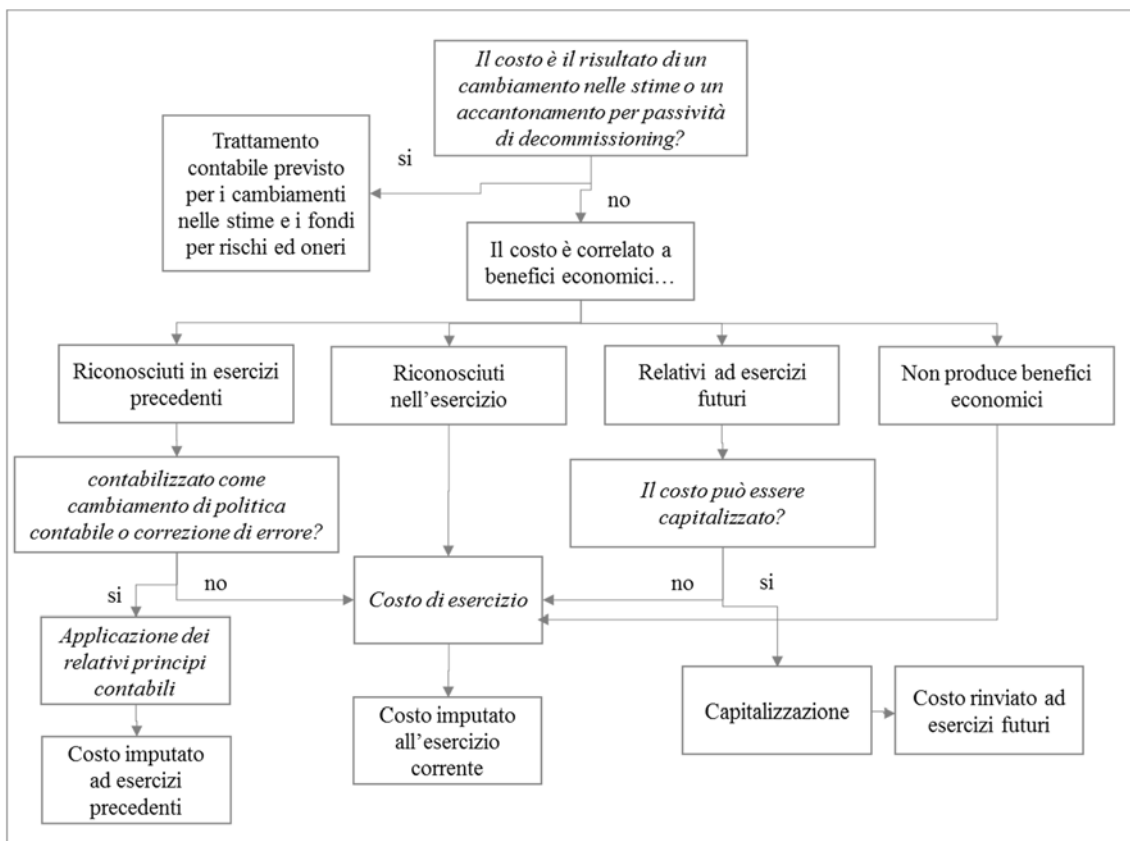 Il costo è il risultato di un
cambiamento nelle stime o un
accantonamento per passività
di decommissioning?
Trattamento
contabile previsto
per i cambiamenti
nelle stime e i fondi
per rischi ed oneri
si
no
Il costo è correlato a
benefici economici…
Riconosciuti in esercizi
precedenti
Riconosciuti
nell’esercizio
Relativi ad esercizi
futuri
Non produce benefici
economici
contabilizzato come
cambiamento di politica
contabile o correzione di errore?
Il costo può essere
capitalizzato?
si
no
Costo di esercizio
no
si
Applicazione dei
relativi principi
contabili
Costo imputato
all’esercizio
corrente
Capitalizzazione
Costo rinviato ad
esercizi futuri
Costo imputato
ad esercizi
precedenti